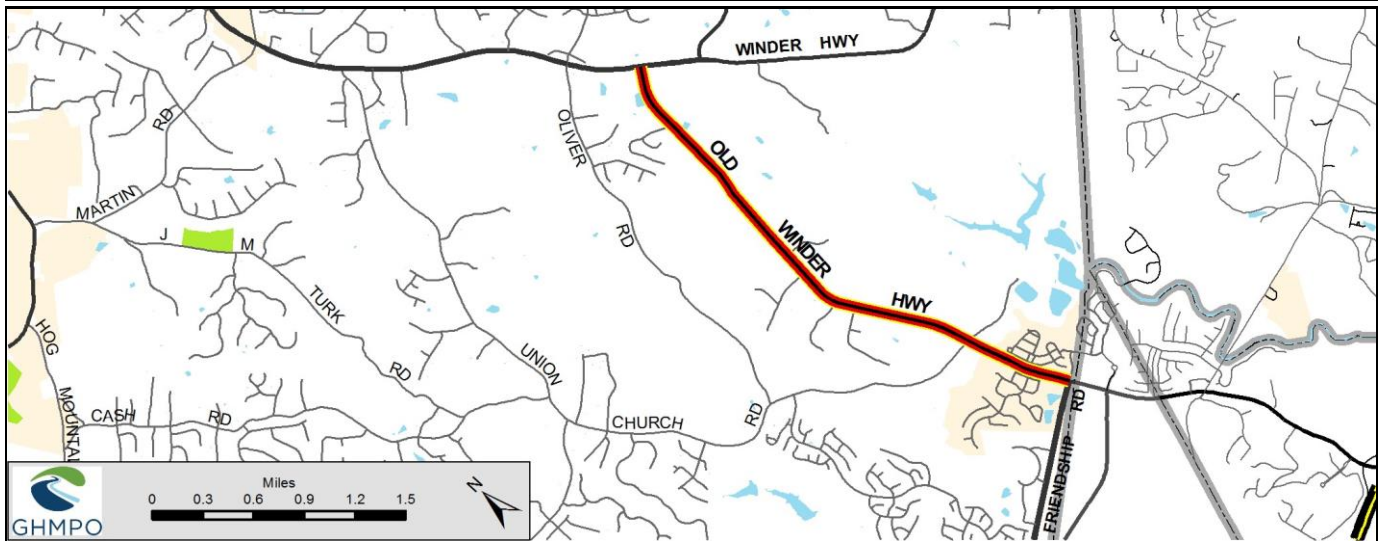 WINDER HWY
OLIVER
RD
OLD
WINDER
HWY
RD
MARTIN
J M
TURK
RD
HOG
MOUNTAI
CASH RD
UNION
CHURCH
RD
FRIENDSHIP RD
GHMPO
Miles
0 0.3 0.6 0.9 1.2 1.5
N